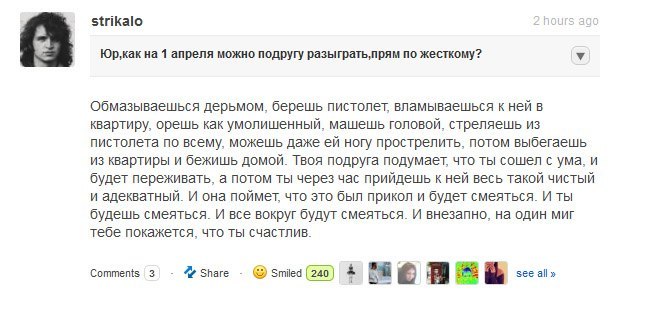 strikalo
2 hours ago
Юр,как на 1 апреля можно подругу разыграть,прям по жесткому?
Обмазываешься дерьмом, берешь пистолет, вламываешься к ней в
квартиру, орешь как умолишенный, машешь головой, стреляешь из
пистолета по всему, можешь даже ей ногу прострелить, потом выбегаешь
из квартиры и бежишь домой. Твоя подруга подумает, что ты сошел с ума, и
будет переживать, а потом ты через час прийдешь к ней весь такой чистый
и адекватный. И она поймет, что это был прикол и будет смеяться. И ты
будешь смеяться. И все вокруг будут смеяться. И внезапно, на один миг
тебе покажется, что ты счастлив.
Comments 3 · Share · Smiled 240 see all »